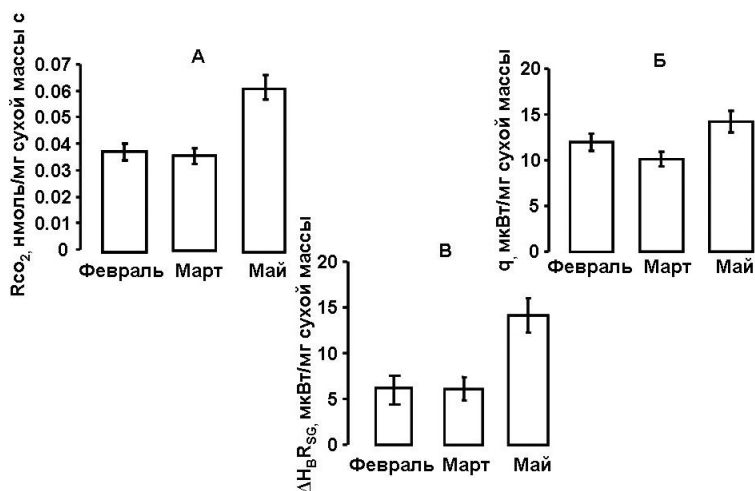 А
Rco2, нмоль/мг сухой массы с
0.07
0.06
0.05
0.04
0.03
0.02
0.01
0
Февраль Март Май
Б
q, мкВт/мг сухой массы
20
15
10
5
0
Февраль Март Май
В
ΔHBRSG, мкВт/мг сухой массы
20
15
10
5
0
Февраль Март Май